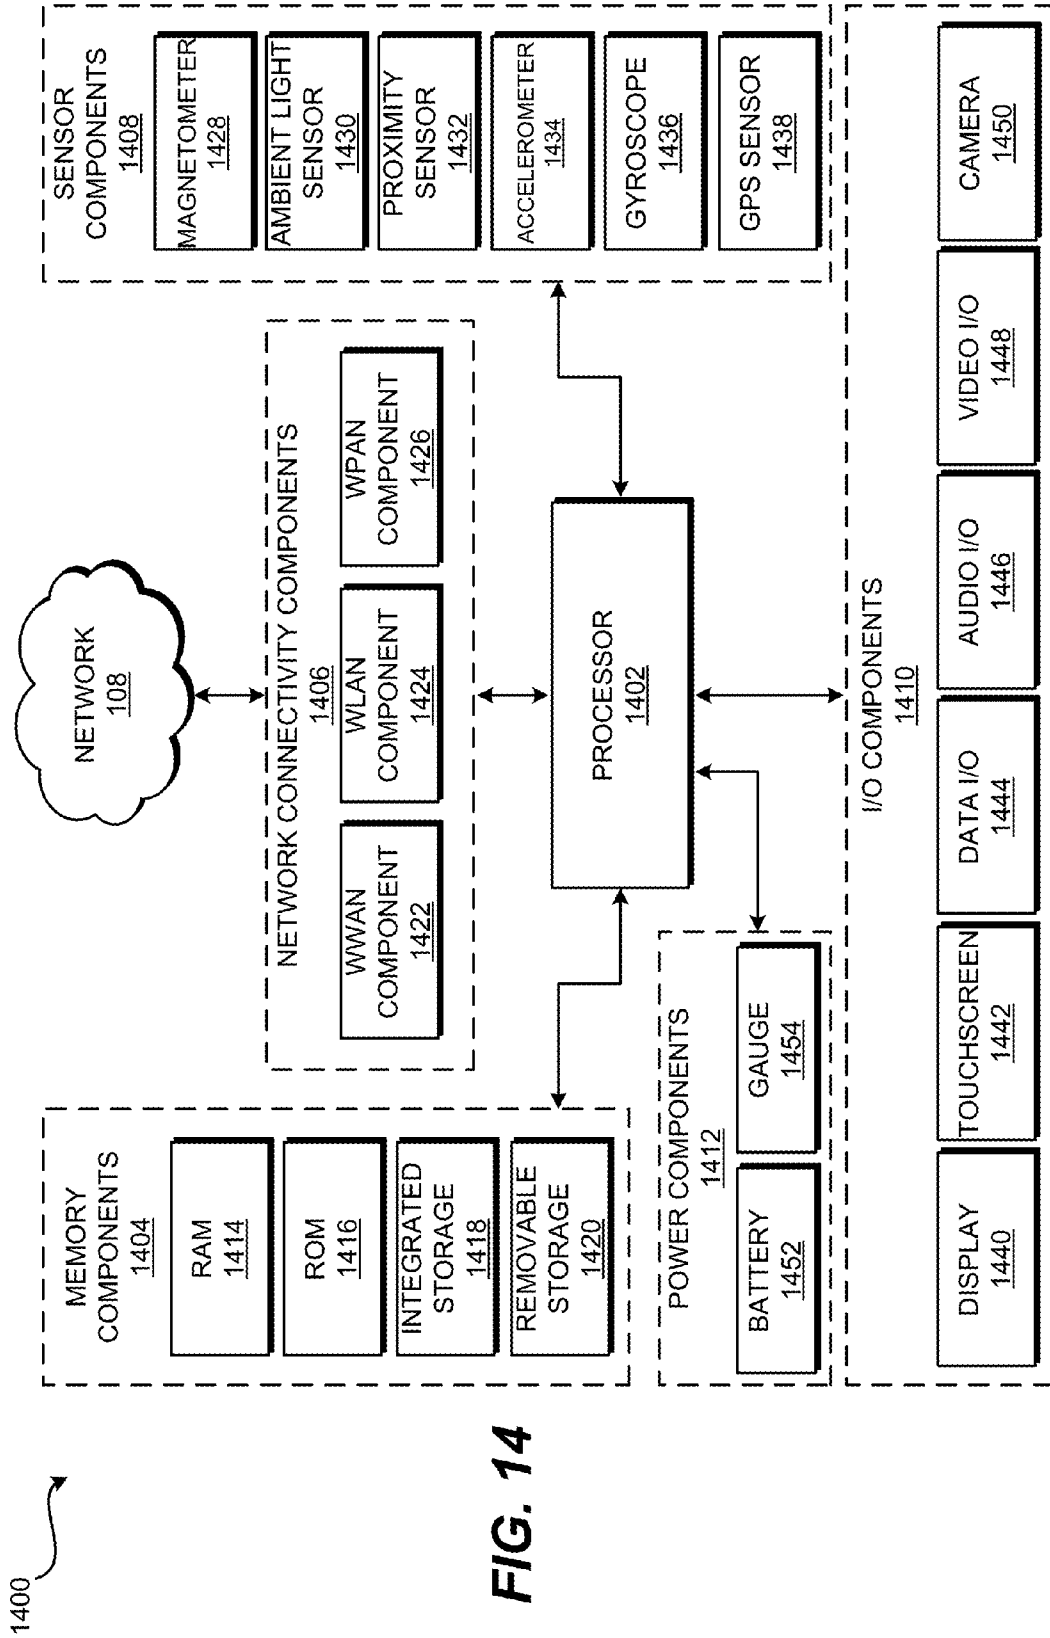 1400
NETWORK
108
MEMORY
COMPONENTS
1404
RAM
1414
ROM
1416
INTEGRATED
STORAGE
1418
REMOVABLE
STORAGE
1420
NETWORK CONNECTIVITY COMPONENTS
1406
WWAN
COMPONENT
1422
WLAN
COMPONENT
1424
WPAN
COMPONENT
1426
SENSOR
COMPONENTS
1408
MAGNETOMETER
1428
AMBIENT LIGHT
SENSOR
1430
PROXIMITY
SENSOR
1432
ACCELEROMETER
1434
GYROSCOPE
1436
GPS SENSOR
1438
PROCESSOR
1402
POWER COMPONENTS
1412
BATTERY
1452
GAUGE
1454
I/O COMPONENTS
1410
DISPLAY
1440
TOUCHSCREEN
1442
DATA I/O
1444
AUDIO I/O
1446
VIDEO I/O
1448
CAMERA
1450
FIG. 14